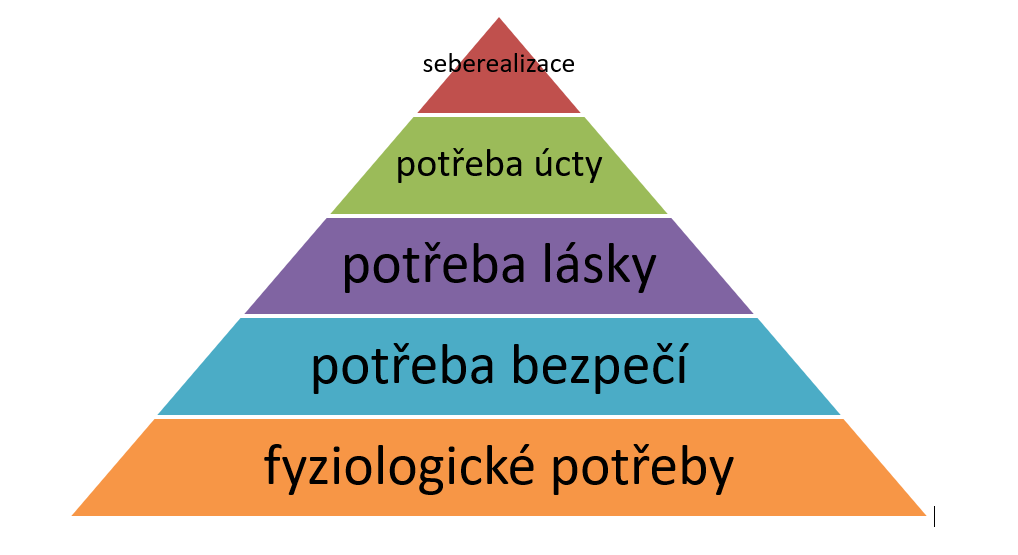 seberealizace
potřeba úcty
potřeba lásky
potřeba bezpečí
fyziologické potřeby